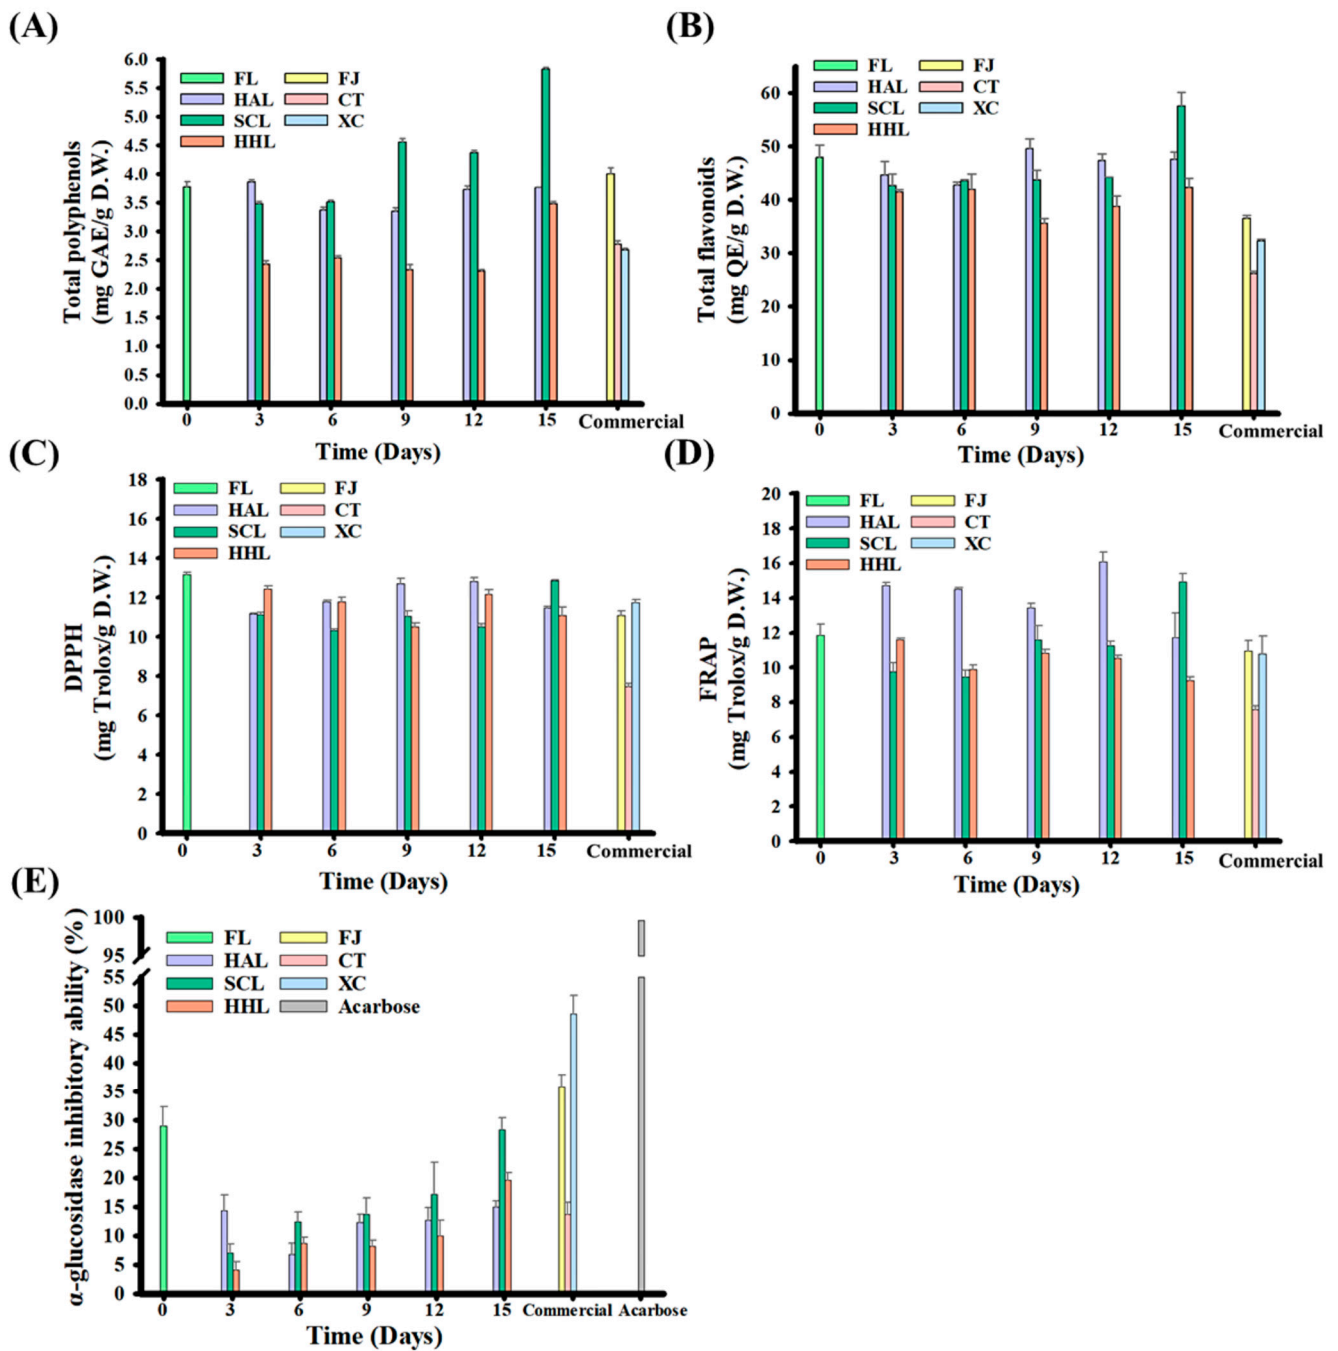 (A)
Total polyphenols
(mg GAE/g D.W.)
6.0
5.5
5.0
4.5
4.0
3.5
3.0
2.5
2.0
1.5
1.0
0.5
0.0
FL FJ
HAL CT
SCL XC
HHL
0 3 6 9 12 15 Commercial
Time (Days)
(B)
Total flavonoids
(mg QE/g D.W.)
60
50
40
30
20
10
0
FL FJ
HAL CT
SCL XC
HHL
0 3 6 9 12 15 Commercial
Time (Days)
(C)
DPPH
(mg Trolox/g D.W.)
18
16
14
12
10
8
6
4
2
0
FL FJ
HAL CT
SCL XC
HHL
0 3 6 9 12 15 Commercial
Time (Days)
(D)
FRAP
(mg Trolox/g D.W.)
20
18
16
14
12
10
8
6
4
2
0
FL FJ
HAL CT
SCL XC
HHL
0 3 6 9 12 15 Commercial
Time (Days)
(E)
α-glucosidase inhibitory ability (%)
100
95
55
50
45
40
35
30
25
20
15
10
5
0
FL FJ
HAL CT
SCL XC
HHL Acarbose
0 3 6 9 12 15 Commercial Acarbose
Time (Days)